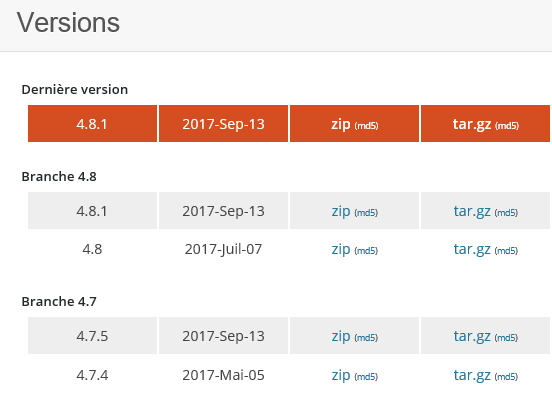 Versions
Dernière version
4.8.1 2017-Sep-13 zip (md5) tar.gz (md5)
Branche 4.8
4.8.1 2017-Sep-13 zip (md5) tar.gz (md5)
4.8 2017-Juil-07 zip (md5) tar.gz (md5)
Branche 4.7
4.7.5 2017-Sep-13 zip (md5) tar.gz (md5)
4.7.4 2017-Mai-05 zip (md5) tar.gz (md5)